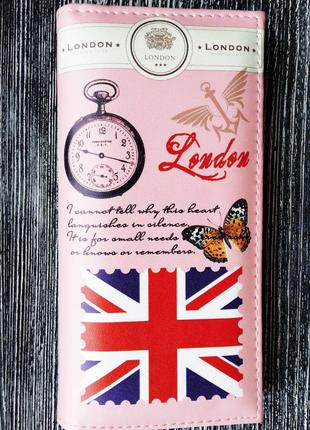 LONDON
LONDON
LONDON
London
I cannot tell why this heart
languishes in silence.
It is for small needs
or knows or remembers.